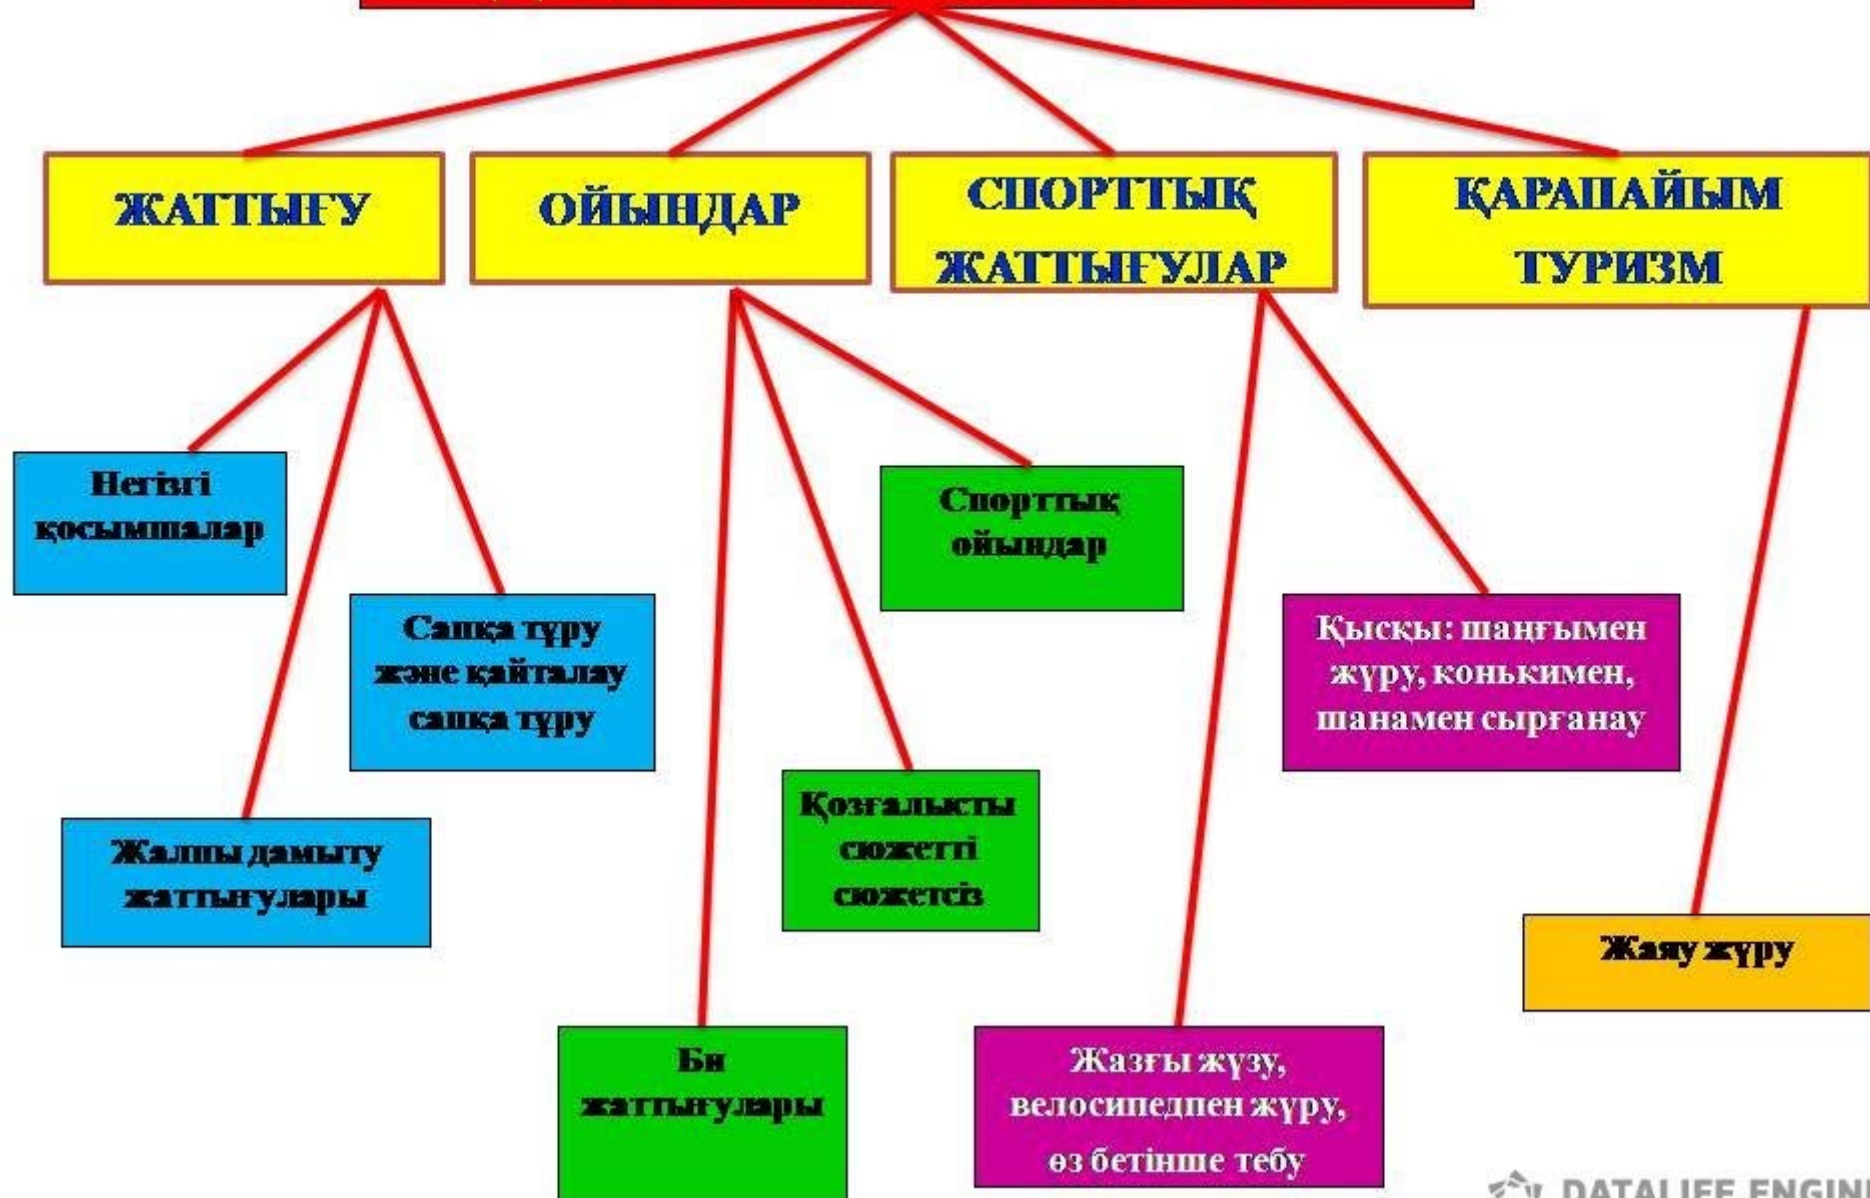 ЖАТТЫҒУ
ОЙЫНДАР
СПОРТТЫҚ
ЖАТТЫҒУЛАР
ҚАРАПАЙЫМ
ТУРИЗМ
Негізгі
қосымшалар
Спорттық
ойындар
Сапқа тұру
және қайталау
сапқа тұру
Қысқы: шаңғымен
жүру, конькимен,
шанамен сырғанау
Қозғалысты
сюжетті
сюжетсіз
Жалпы дамыту
жаттығулары
Жаяу жүру
Би
жаттығулары
Жазғы жүзу,
велосипедпен жүру,
өз бетінше тебу
DATALIFE ENGINE